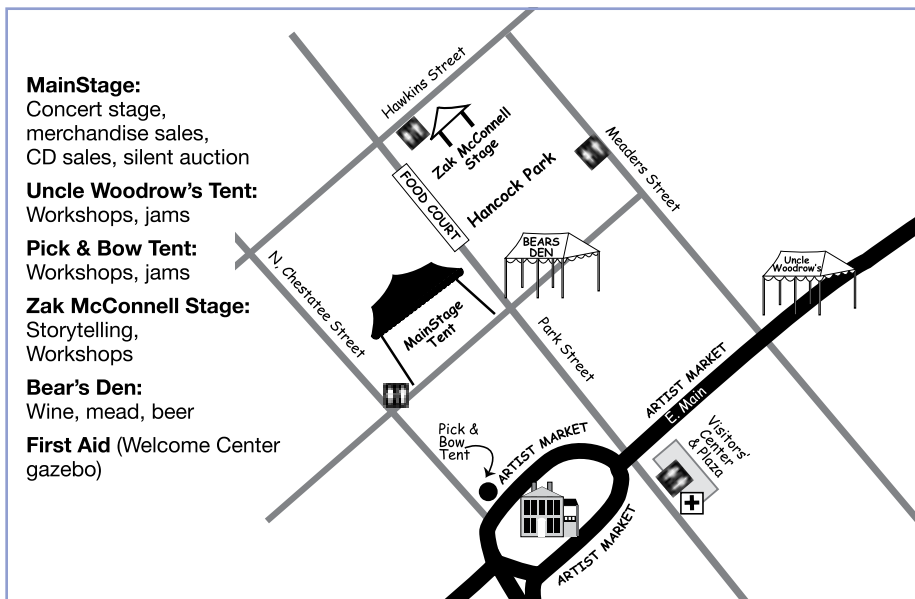 MainStage:
Concert stage,
merchandise sales,
CD sales, silent auction
Uncle Woodrow's Tent:
Workshops, jams
Pick & Bow Tent:
Workshops, jams
Zak McConnell Stage:
Storytelling,
Workshops
Bear's Den:
Wine, mead, beer
First Aid (Welcome Center
gazebo)
Hawkins Street
Zak McConnell
Stage
Meaders Street
Hancock Park
FOOD COURT
BEARS
DEN
N, Chestatee Street
Uncle
Woodrow's
MainStage
Tent
Park Street
ARTIST MARKET
E. Main
Pick &
Bow
Tent
ARTIST MARKET
Visitors'
Center
& Plaza
ARTIST MARKET